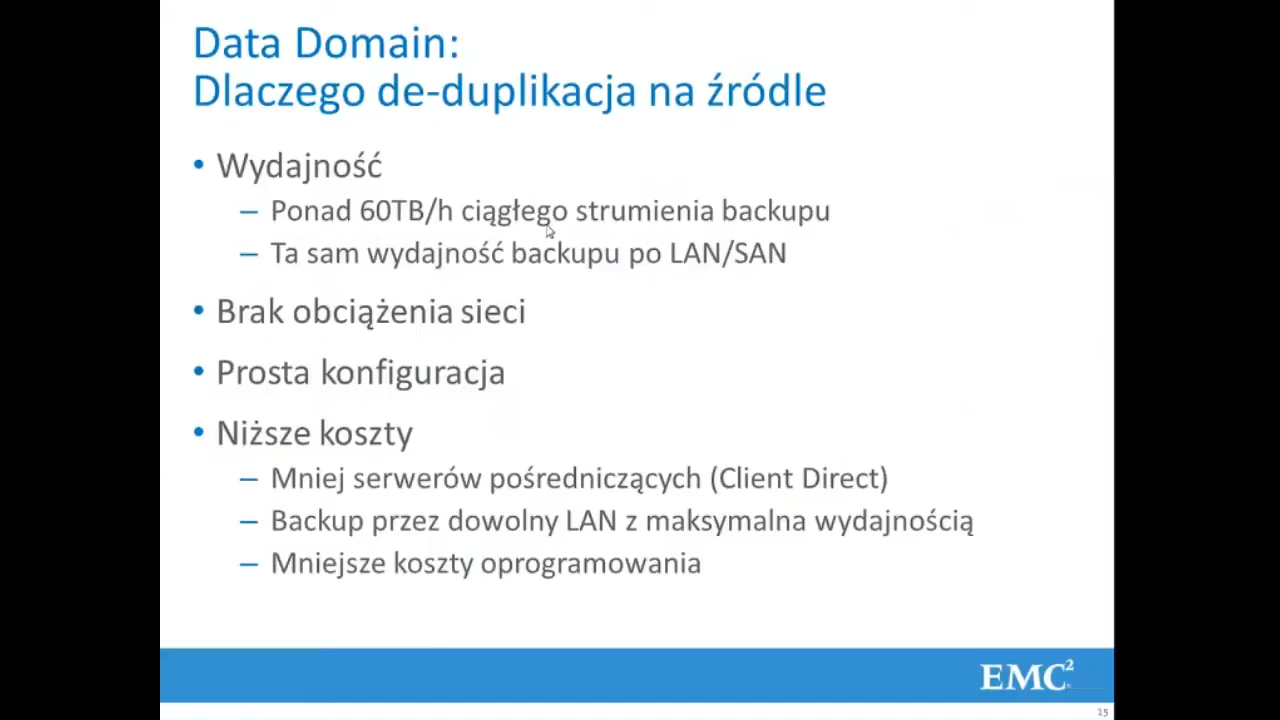 Data Domain:
Dlaczego de-duplikacja na źródle
• Wydajność
– Ponad 60TB/h ciągłego strumienia backupu
– Ta sam wydajność backupu po LAN/SAN
• Brak obciążenia sieci
• Prosta konfiguracja
• Niższe koszty
– Mniej serwerów pośredniczących (Client Direct)
– Backup przez dowolny LAN z maksymalna wydajnością
– Mniejsze koszty oprogramowania
EMC²
15